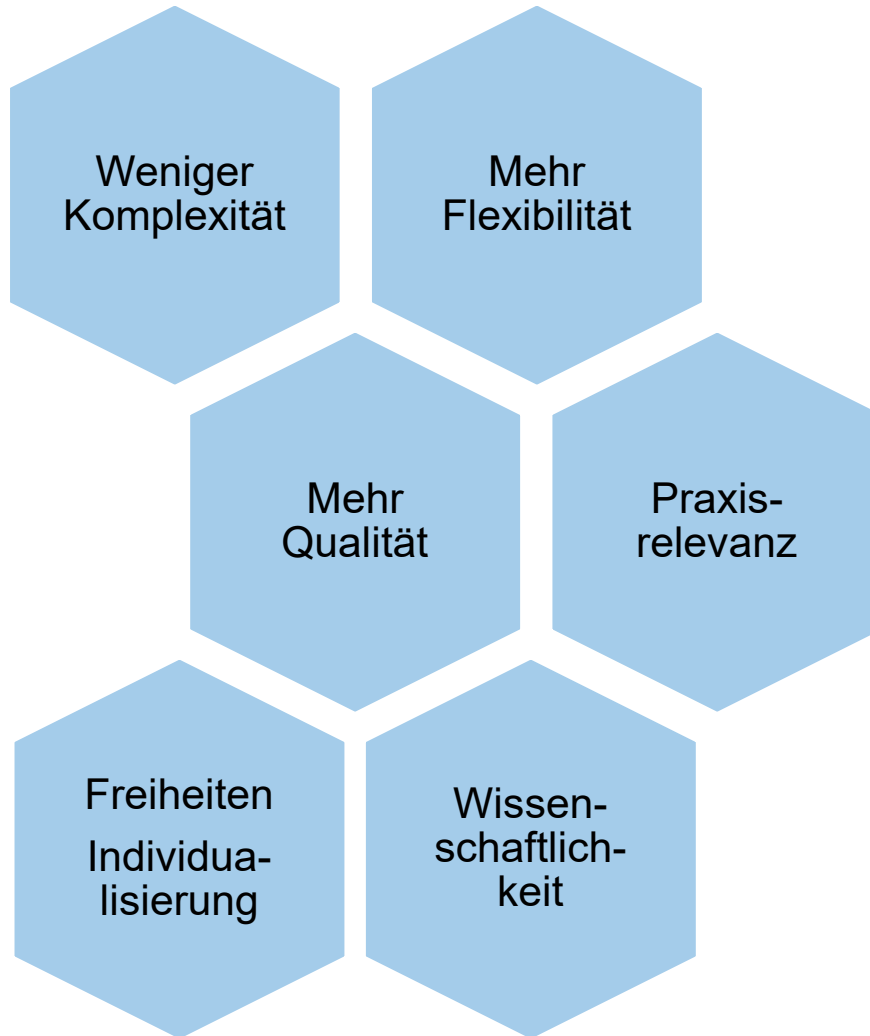 Weniger
Komplexität
Mehr
Flexibilität
Mehr
Qualität
Praxis-
relevanz
Freiheiten
Individua-
lisierung
Wissen-
schaftlich-
keit